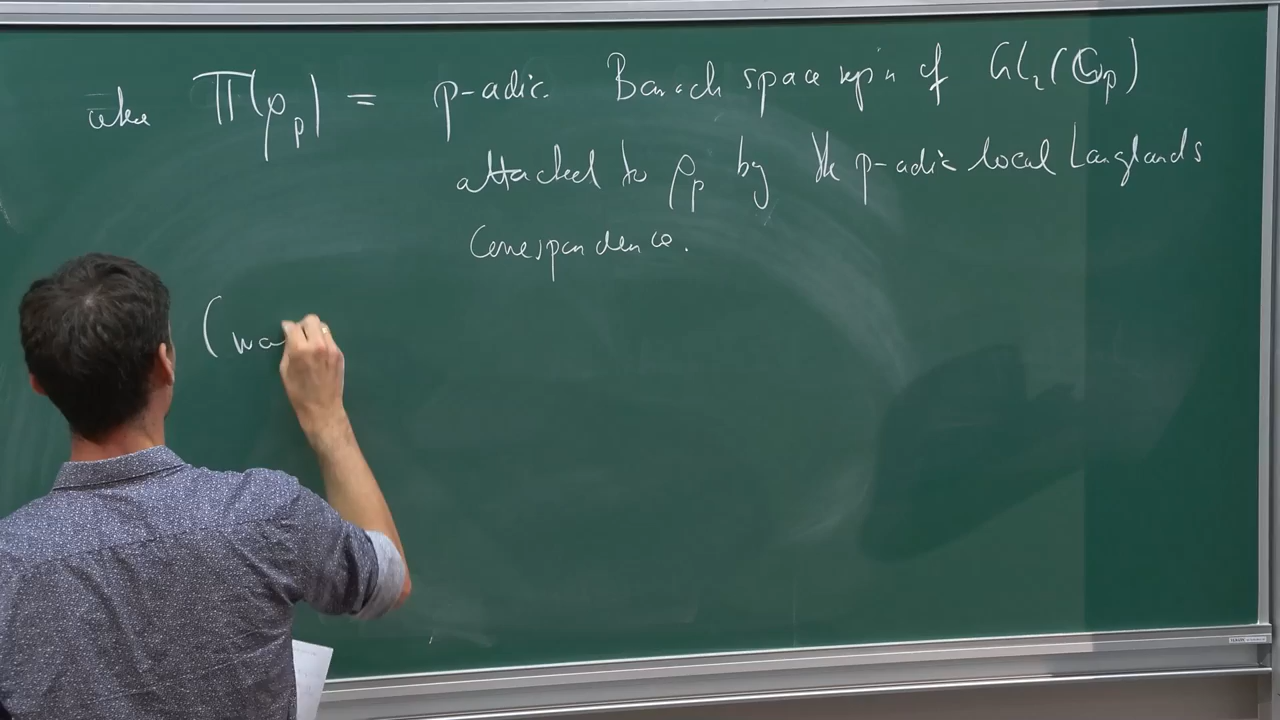 where Π(ρ_p) = p-adic Banach space rep'n of GL_2(ℚ_p)
attached to ρ_p by the p-adic local Langlands
Correspondence.
(wa